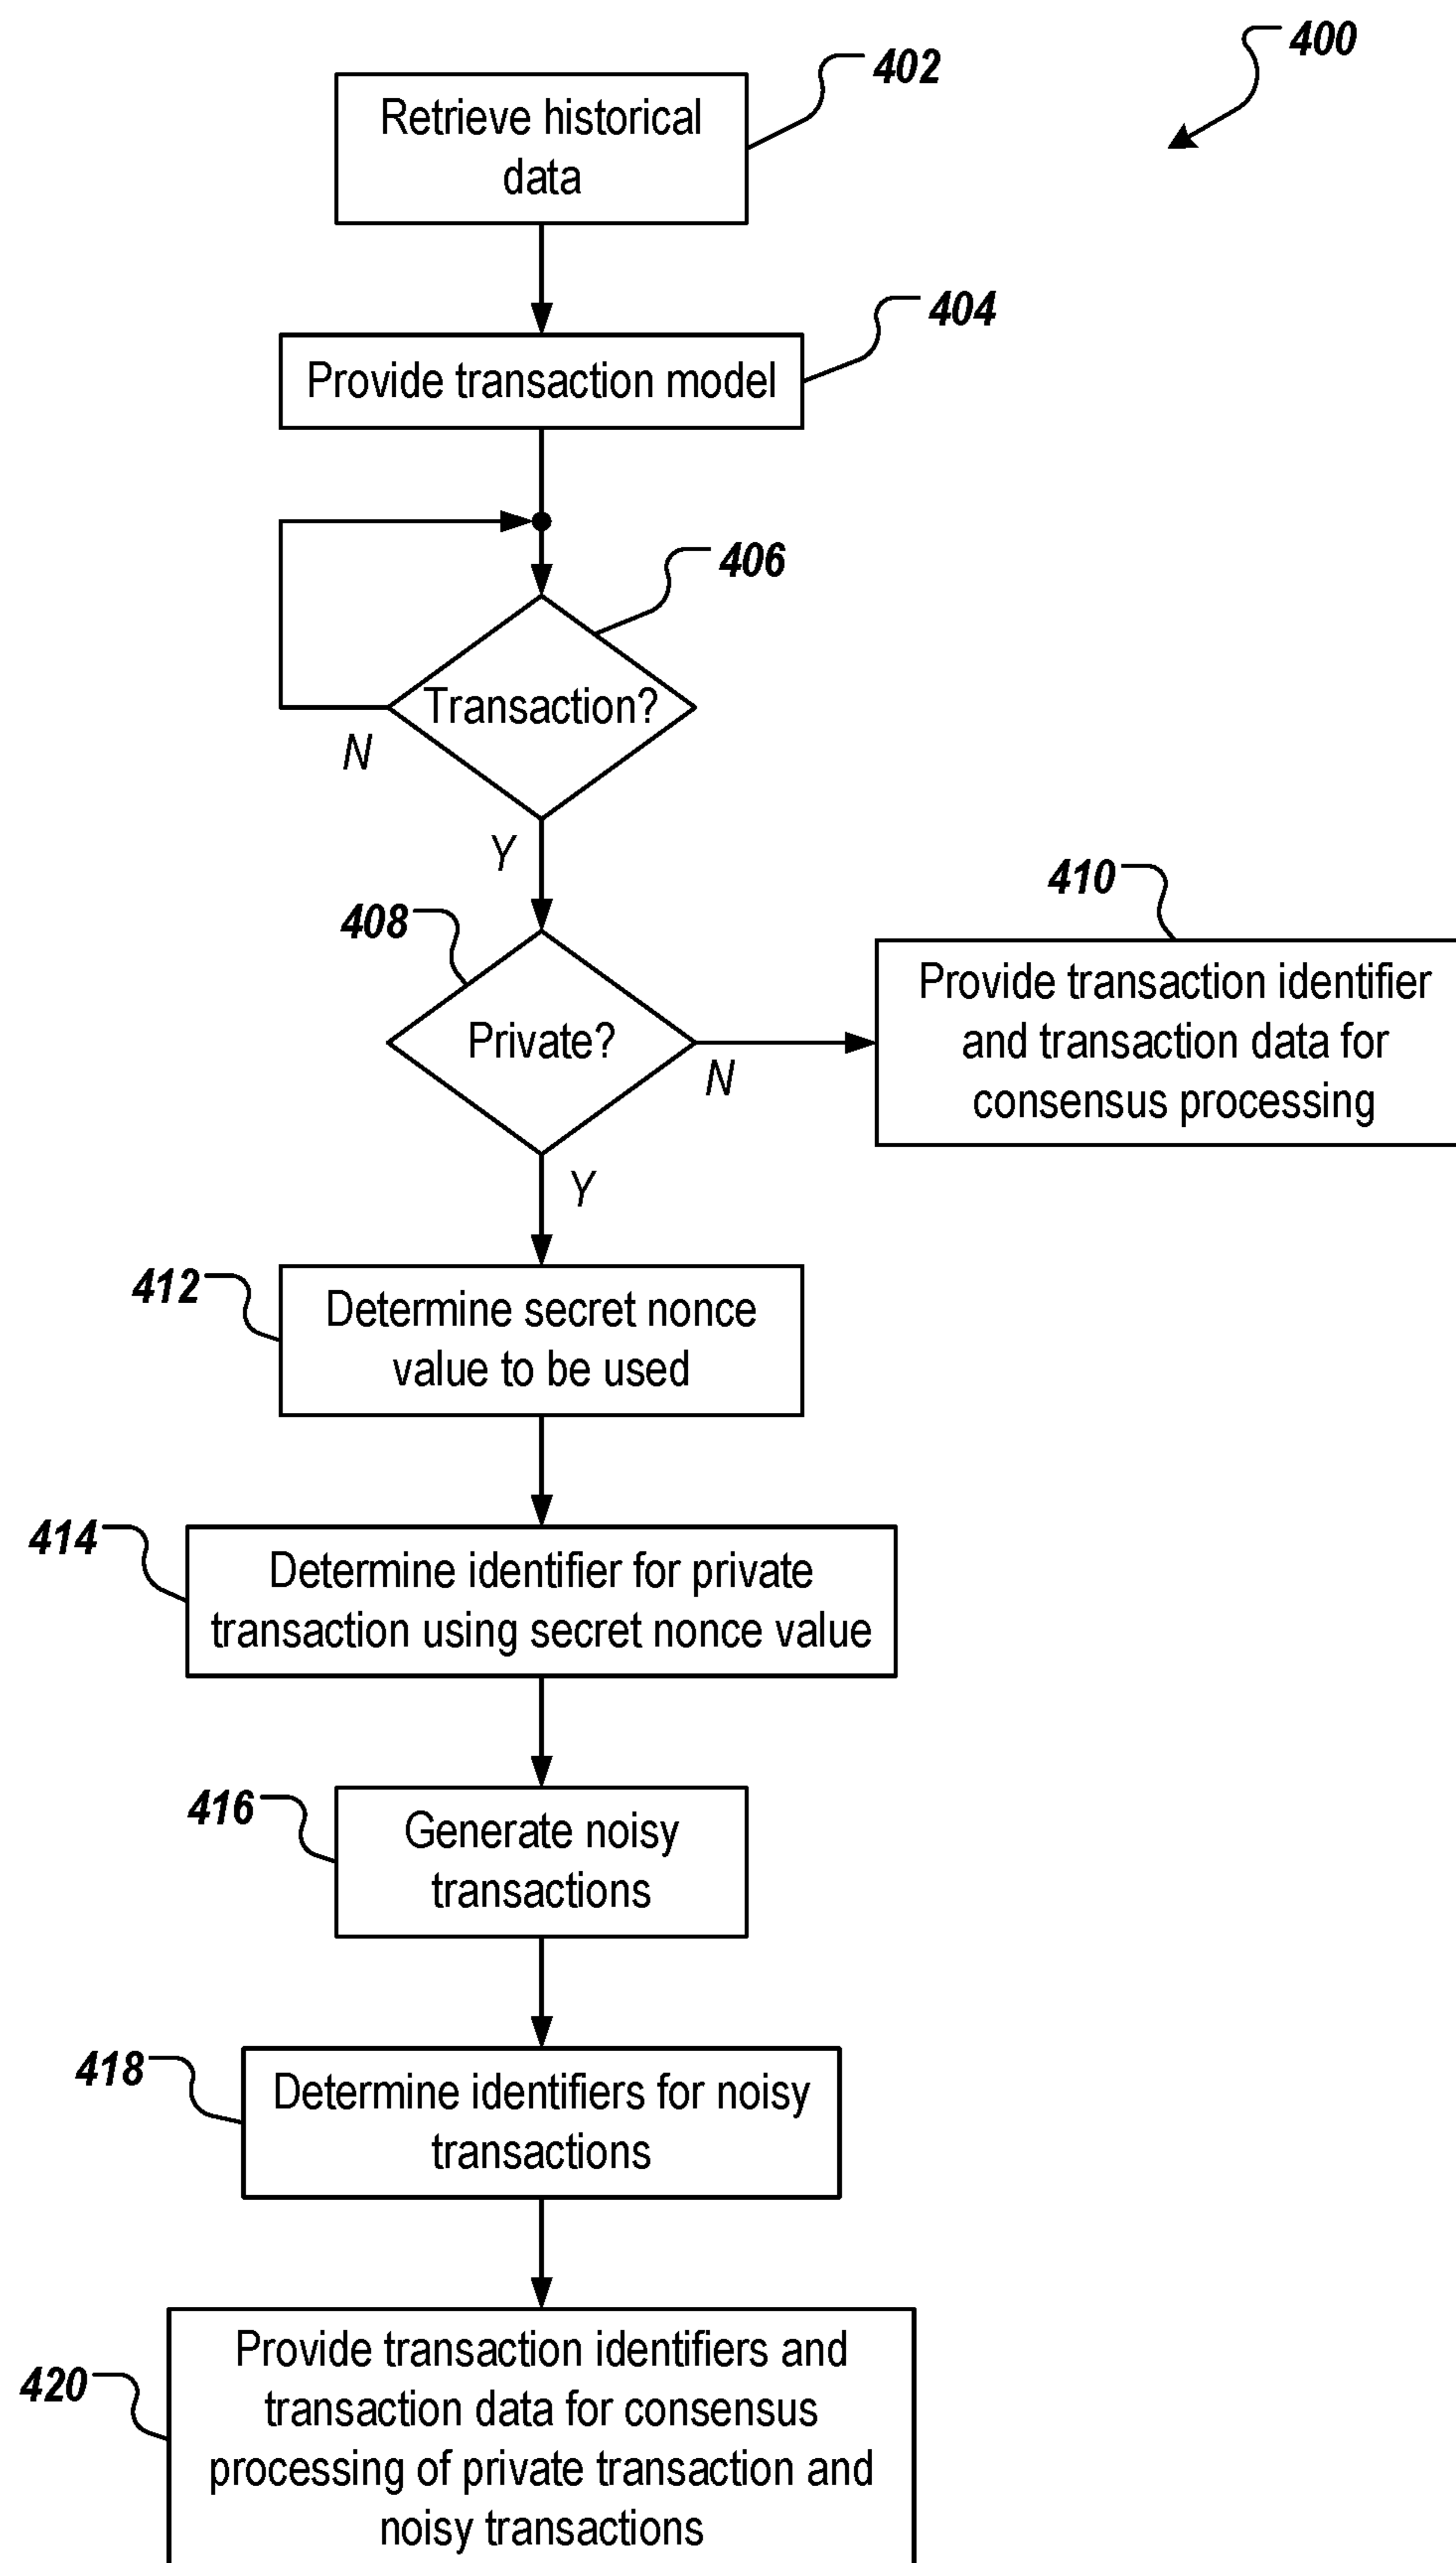 400
402
Retrieve historical
data
404
Provide transaction model
406
Transaction?
N
Y
408
Private?
N
410
Provide transaction identifier
and transaction data for
consensus processing
Y
412
Determine secret nonce
value to be used
414
Determine identifier for private
transaction using secret nonce value
416
Generate noisy
transactions
418
Determine identifiers for noisy
transactions
420
Provide transaction identifiers and
transaction data for consensus
processing of private transaction and
noisy transactions